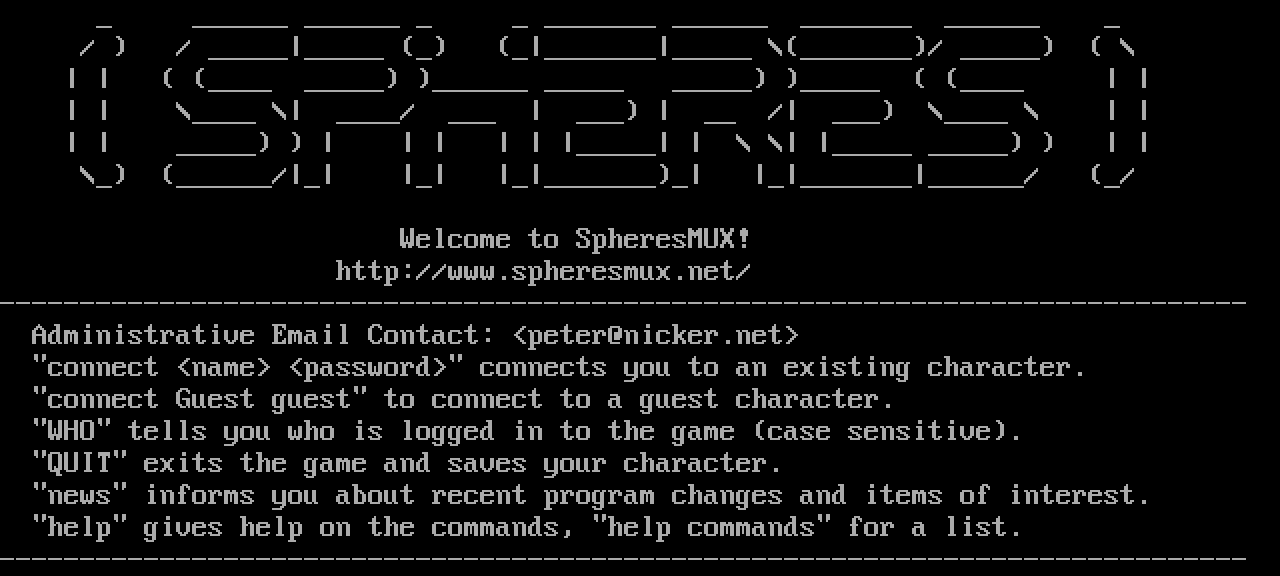 SPhERES
Welcome to SpheresMUX!
http://www.spheresmux.net/
Administrative Email Contact: <peter@nicker.net>
"connect <name> <password>" connects you to an existing character.
"connect Guest guest" to connect to a guest character.
"WHO" tells you who is logged in to the game (case sensitive).
"QUIT" exits the game and saves your character.
"news" informs you about recent program changes and items of interest.
"help" gives help on the commands, "help commands" for a list.